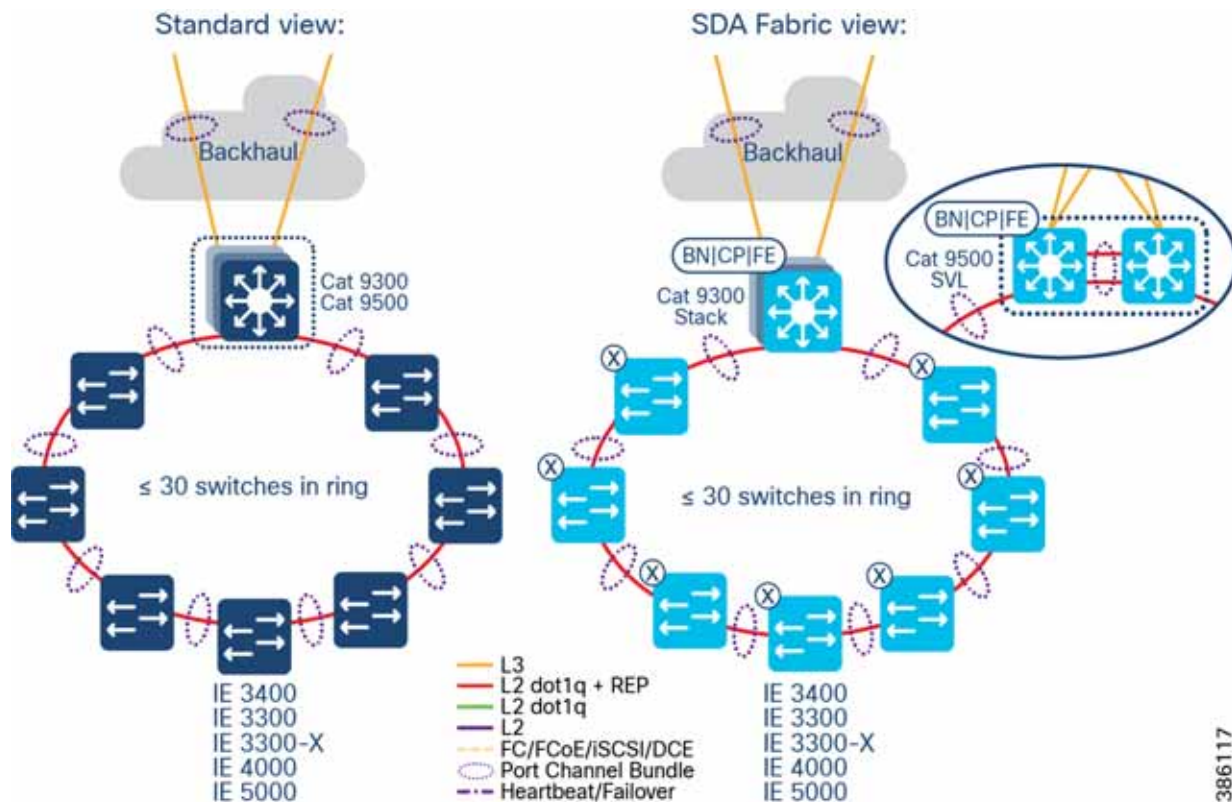 Standard view:
Backhaul
Cat 9300
Cat 9500
≤ 30 switches in ring
IE 3400
IE 3300
IE 3300-X
IE 4000
IE 5000
SDA Fabric view:
Backhaul
BN|CP|FE
Cat 9300
Stack
BN|CP|FE
Cat 9500
SVL
X
X
X
X
X
X
X
≤ 30 switches in ring
IE 3400
IE 3300
IE 3300-X
IE 4000
IE 5000
L3
L2 dot1q + REP
L2 dot1q
L2
FC/FCoE/iSCSI/DCE
Port Channel Bundle
Heartbeat/Failover
386117